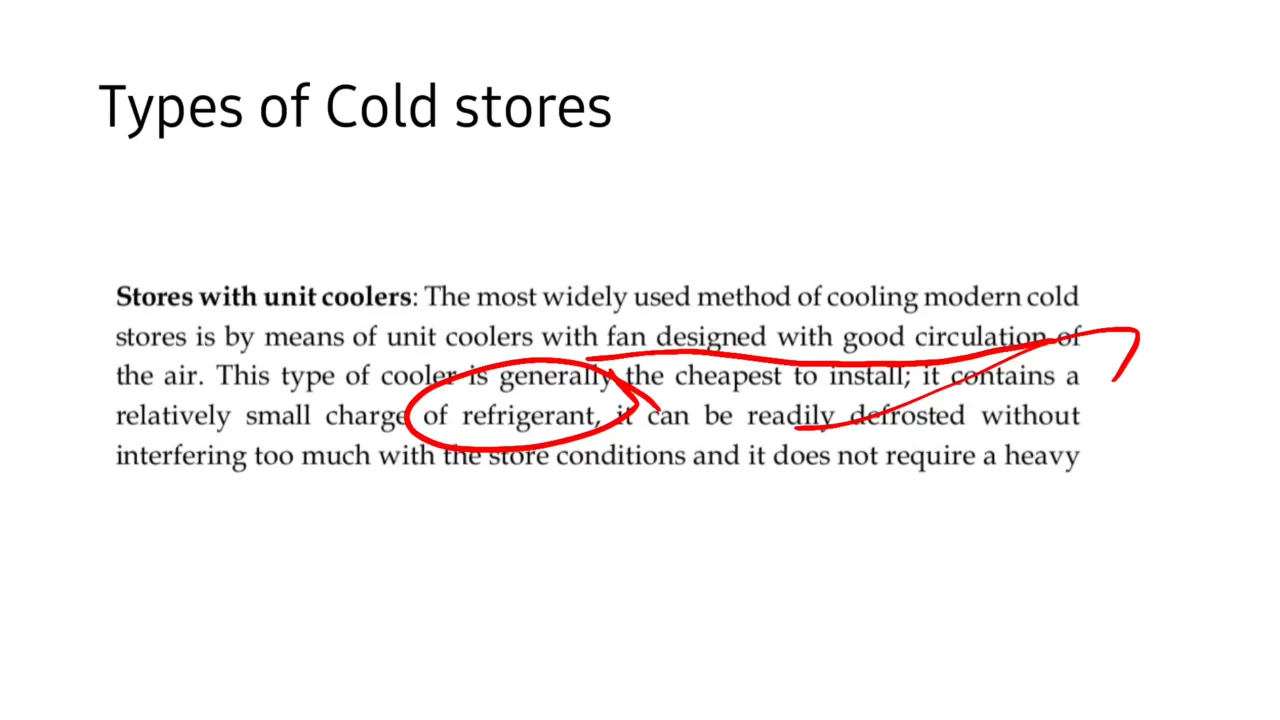 Types of Cold stores
Stores with unit coolers: The most widely used method of cooling modern cold
stores is by means of unit coolers with fan designed with good circulation of
the air. This type of cooler is generally the cheapest to install; it contains a
relatively small charge of refrigerant, it can be readily defrosted without
interfering too much with the store conditions and it does not require a heavy